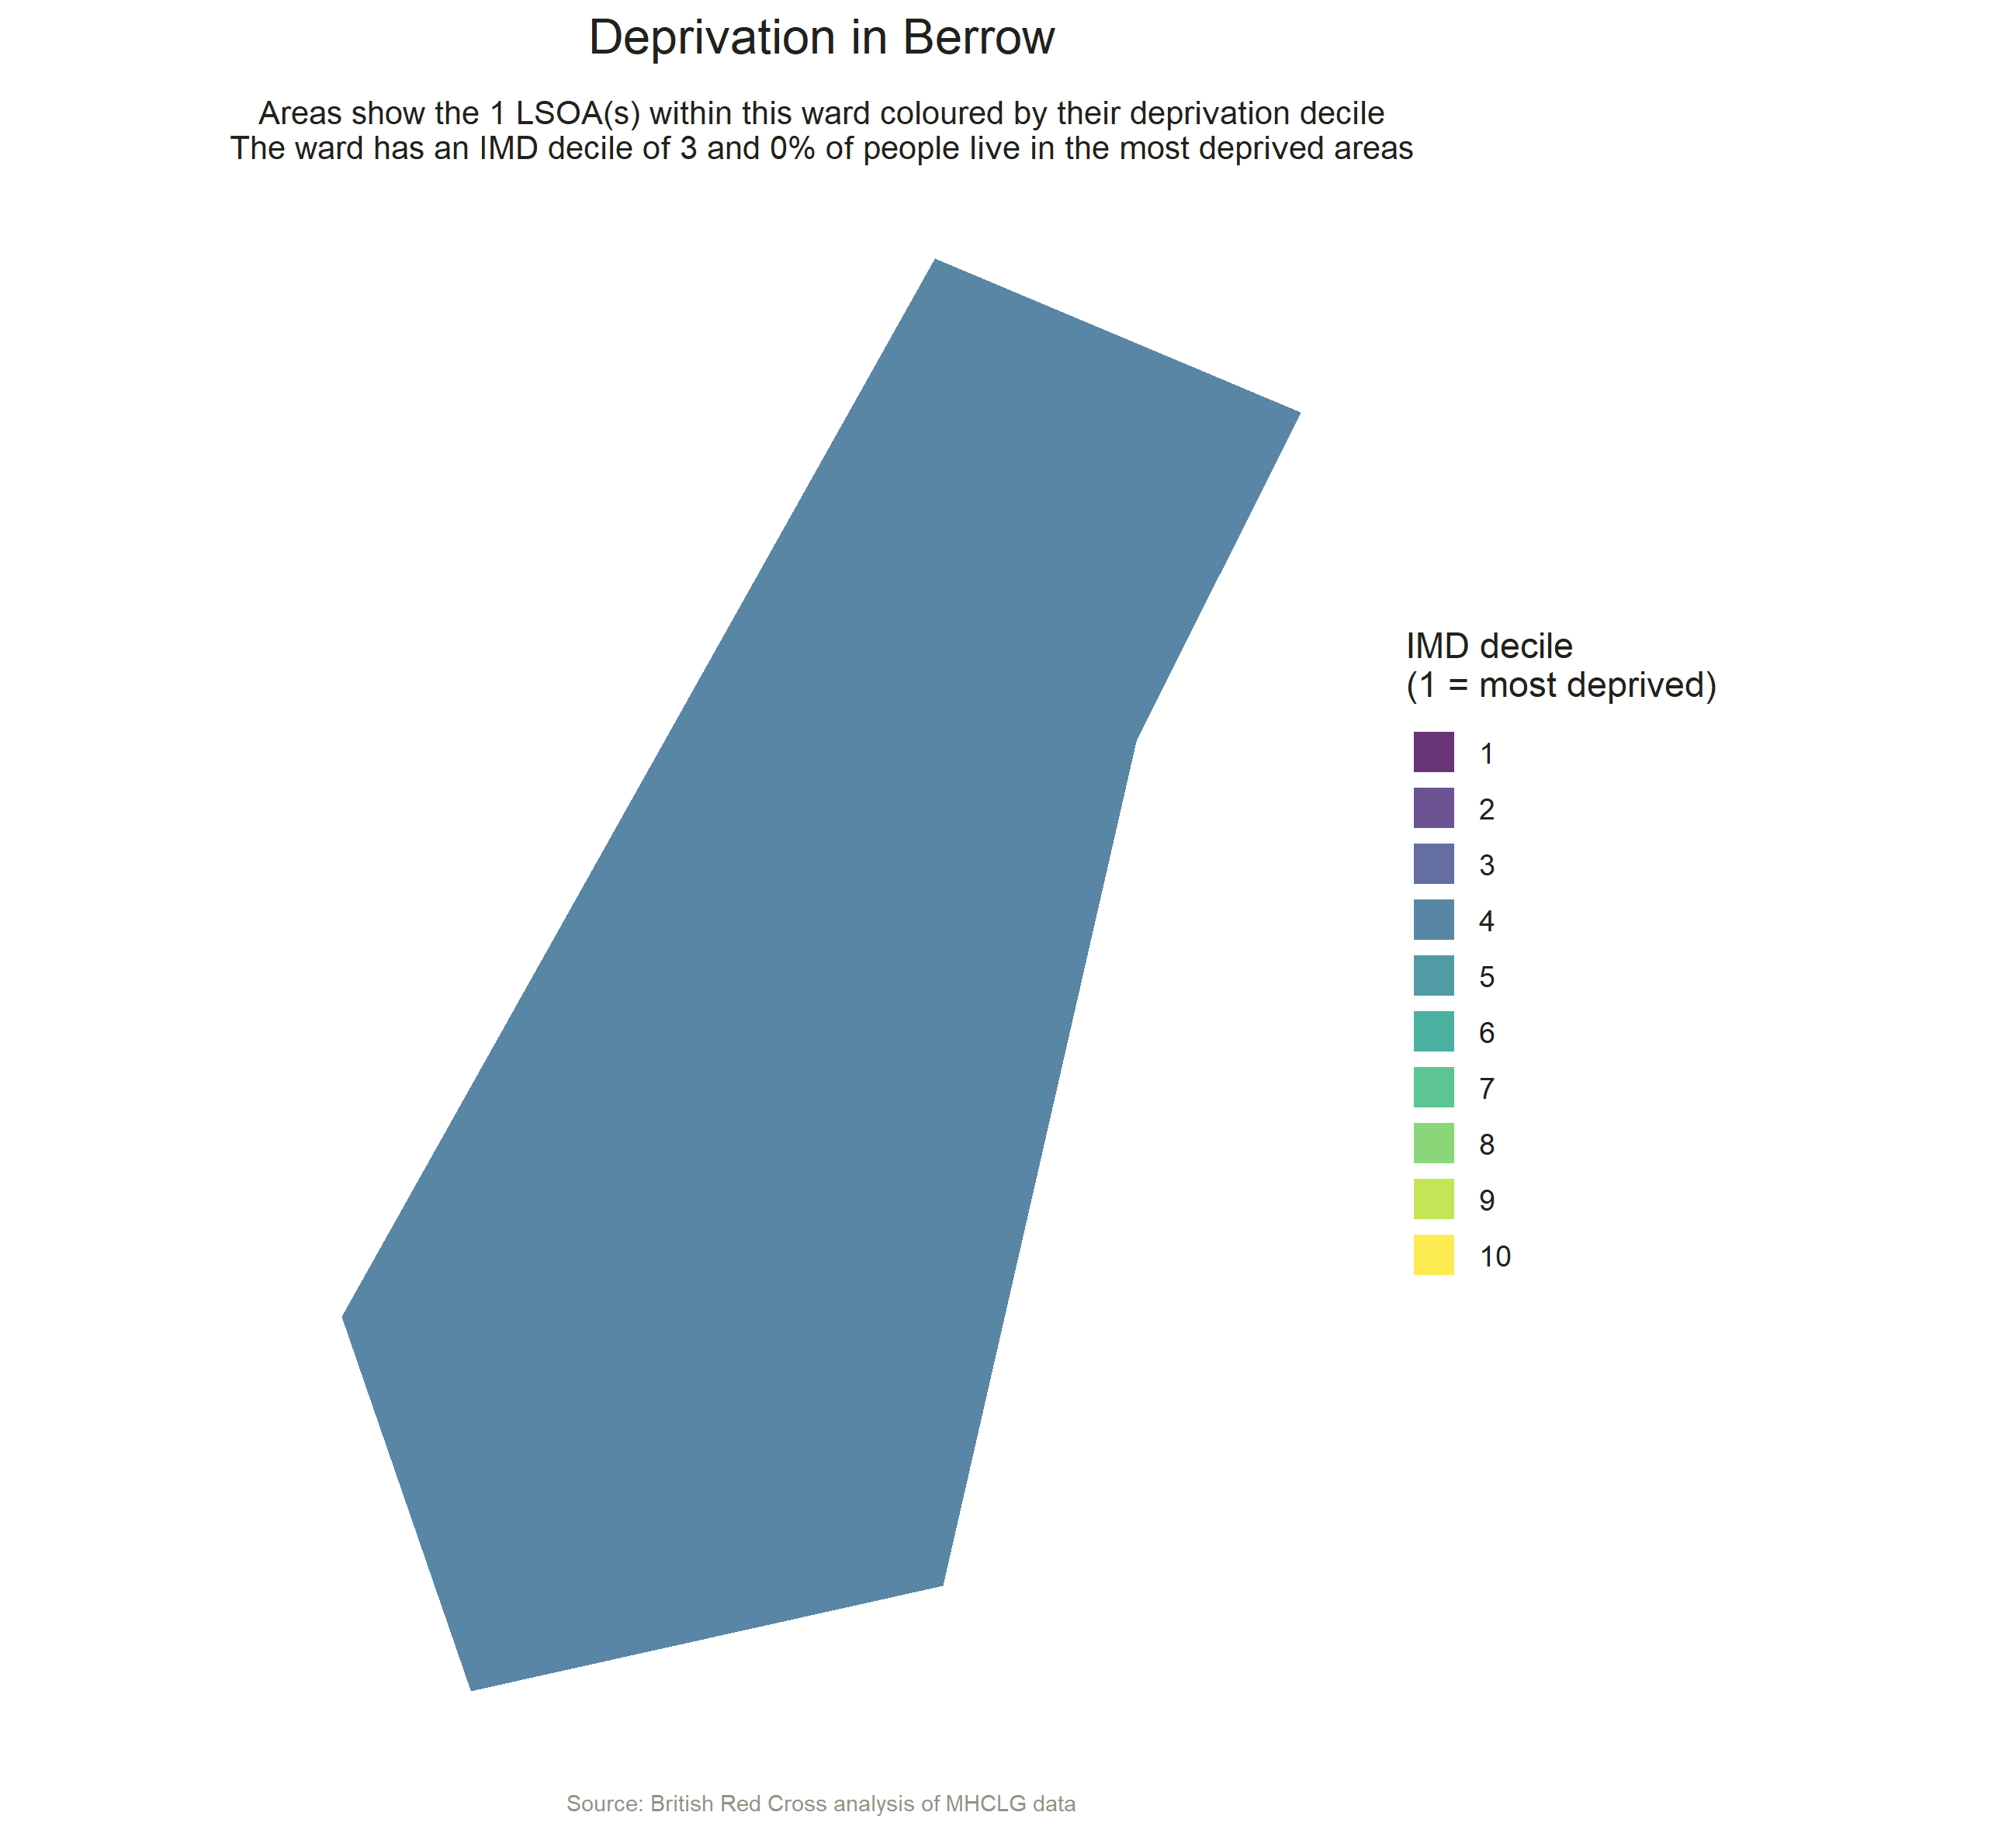 Deprivation in Berrow
Areas show the 1 LSOA(s) within this ward coloured by their deprivation decile
The ward has an IMD decile of 3 and 0% of people live in the most deprived areas
IMD decile
(1 = most deprived)
1
2
3
4
5
6
7
8
9
10
Source: British Red Cross analysis of MHCLG data